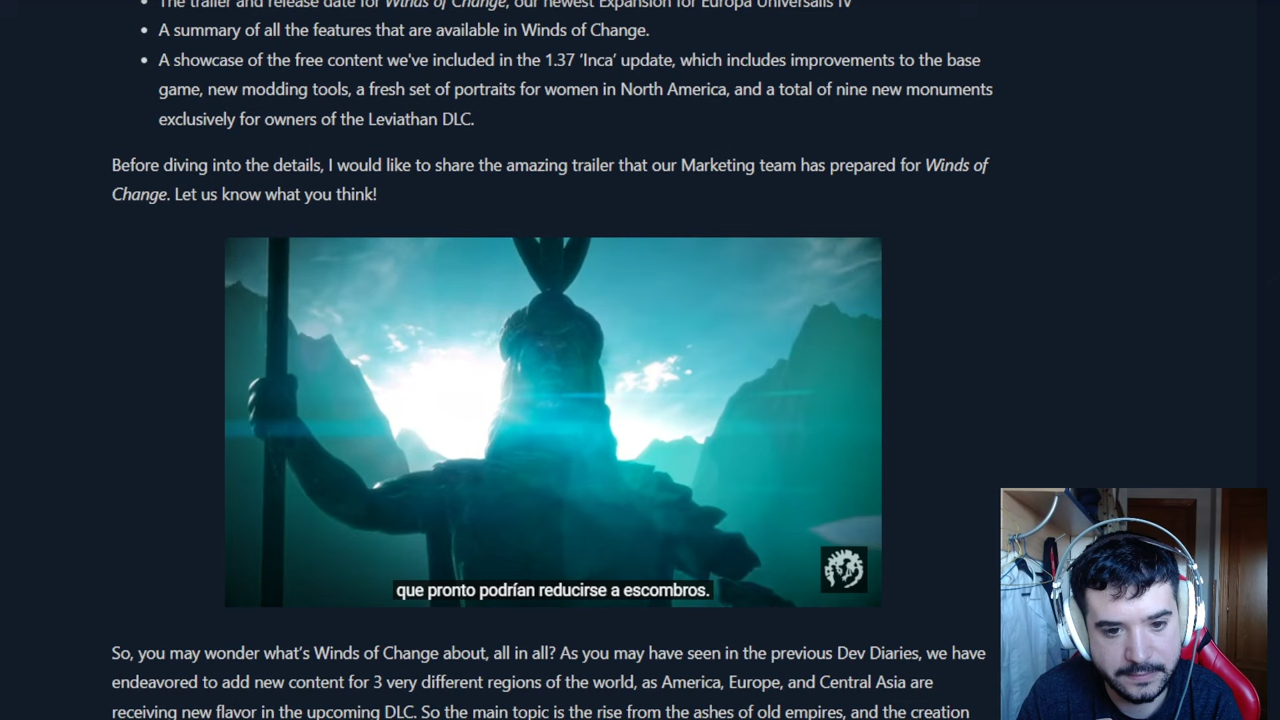 The trailer and release date for Winds of Change, our newest Expansion for Europa Universalis IV
A summary of all the features that are available in Winds of Change.
A showcase of the free content we've included in the 1.37 ‘Inca’ update, which includes improvements to the base
game, new modding tools, a fresh set of portraits for women in North America, and a total of nine new monuments
exclusively for owners of the Leviathan DLC.
Before diving into the details, I would like to share the amazing trailer that our Marketing team has prepared for Winds of
Change. Let us know what you think!
que pronto podrían reducirse a escombros.
So, you may wonder what’s Winds of Change about, all in all? As you may have seen in the previous Dev Diaries, we have
endeavored to add new content for 3 very different regions of the world, as America, Europe, and Central Asia are
receiving new flavor in the upcoming DLC. So the main topic is the rise from the ashes of old empires, and the creation